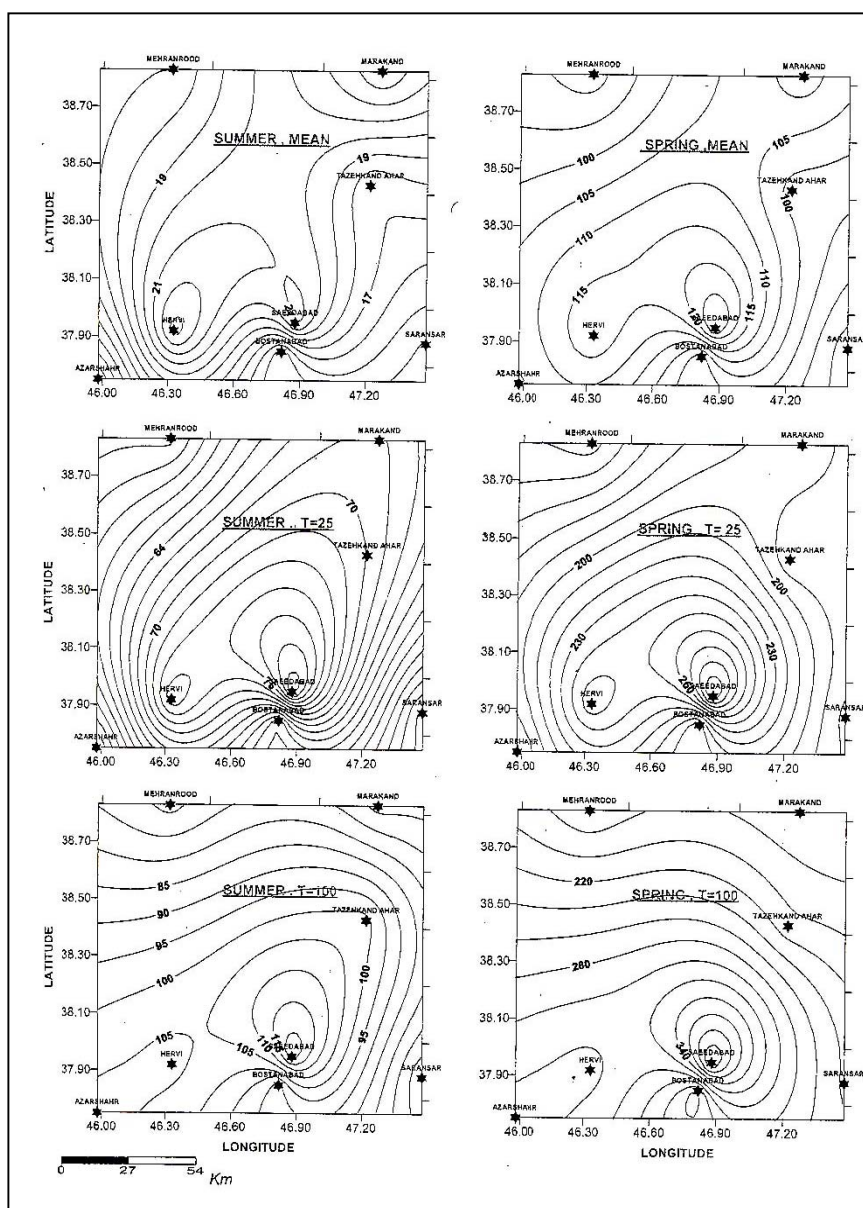 MEHRANROOD MARAKAND
38.70
38.50
38.30
38.10
37.90
LATITUDE
SUMMER , MEAN
19
19
TAZEHKAND AHAR
21
17
HERVI
SAEEDABAD
BOSTANABAD
SARANSAR
AZARSHAHR
46.00 46.30 46.60 46.90 47.20
MEHRANROOD MARAKAND
38.70
38.50
38.30
38.10
37.90
SPRING ,MEAN
100
105
105
TAZEHKAND AHAR
100
110
110
115
115
120
HERVI
SAEEDABAD
BOSTANABAD
SARANSAR
AZARSHAHR
46.00 46.30 46.60 46.90 47.20
MEHRANROOD MARAKAND
38.70
38.50
38.30
38.10
37.90
LATITUDE
SUMMER . T=25
70
64
TAZEHKAND AHAR
70
HERVI
SAEEDABAD
BOSTANABAD
SARANSAR
AZARSHAHR
46.00 46.30 46.60 46.90 47.20
MEHRANROOD MARAKAND
38.70
38.50
38.30
38.10
37.90
SPRING , T= 25
200
TAZEHKAND AHAR
200
230
230
260
HERVI
SAEEDABAD
BOSTANABAD
SARANSAR
AZARSHAHR
46.00 46.30 46.60 46.90 47.20
MEHRANROOD MARAKAND
38.70
38.50
38.30
38.10
37.90
LATITUDE
85
SUMMER . T=100
90
TAZEHKAND AHAR
95
100
100
95
105
105
110
HERVI
SAEEDABAD
BOSTANABAD
SARANSAR
AZARSHAHR
46.00 46.30 46.60 46.90 47.20
LONGITUDE
MEHRANROOD MARAKAND
38.70
38.50
38.30
38.10
37.90
220
SPRING , T=100
TAZEHKAND AHAR
280
340
HERVI
SAEEDABAD
BOSTANABAD
SARANSAR
AZARSHAHR
46.00 46.30 46.60 46.90 47.20
LONGITUDE
0 27 54
Km